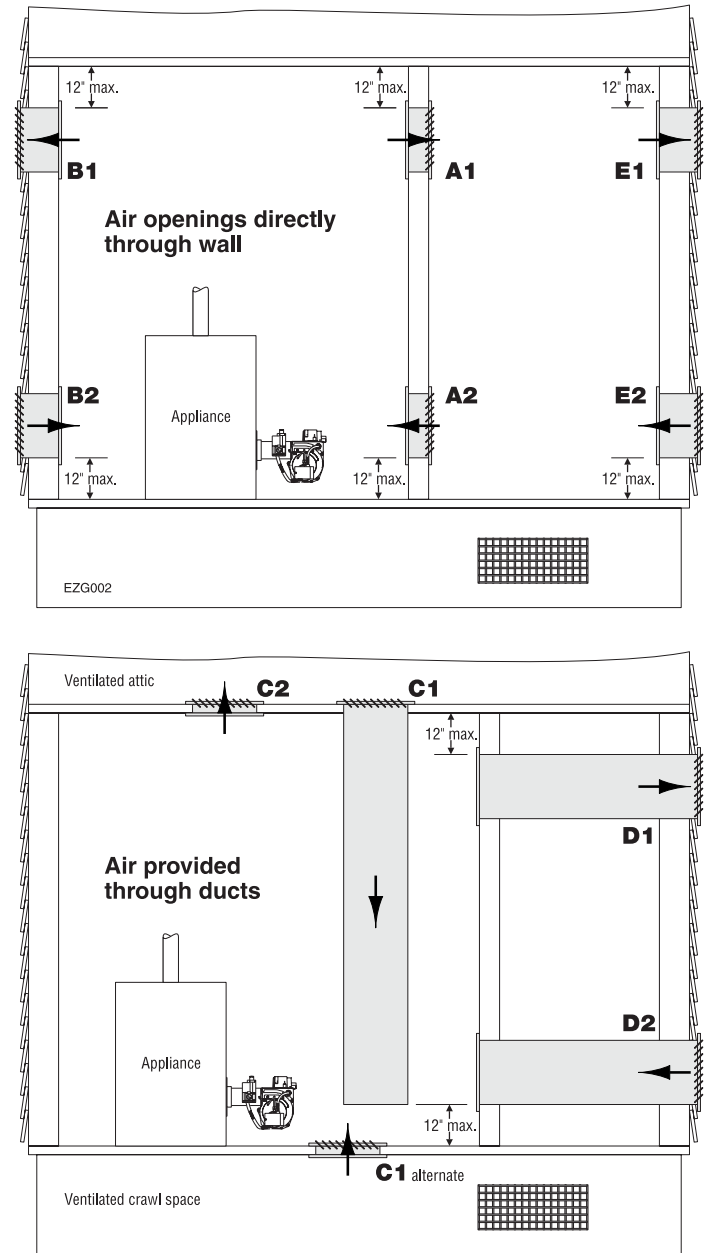 12" max.
12" max.
12" max.
B1
A1
E1
Air openings directly
through wall
B2
A2
E2
Appliance
12" max.
12" max.
12" max.
EZG002
Ventilated attic
C2
C1
12" max.
D1
Air provided
through ducts
D2
Appliance
12" max.
C1 alternate
Ventilated crawl space